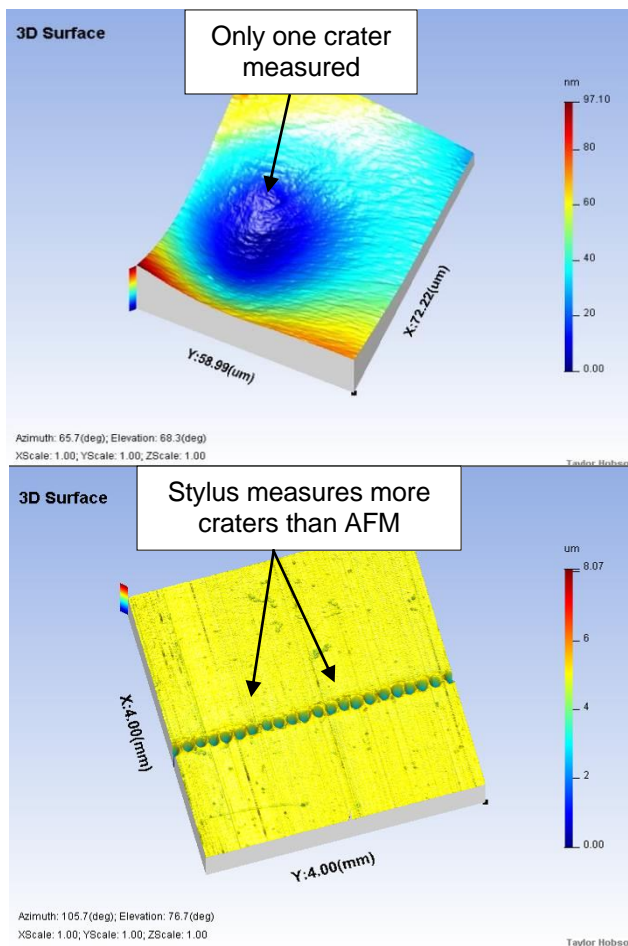 3D Surface
Only one crater
measured
nm
97.10
80
60
40
20
0.00
X:72.22(um)
Y:58.99(um)
Azimuth: 65.7(deg); Elevation: 68.3(deg)
XScale: 1.00; YScale: 1.00; ZScale: 1.00
Taylor Hobson
3D Surface
Stylus measures more
craters than AFM
um
8.07
6
4
2
0.00
X:4.00(mm)
Y:4.00(mm)
Azimuth: 105.7(deg); Elevation: 76.7(deg)
XScale: 1.00; YScale: 1.00; ZScale: 1.00
Taylor Hobso